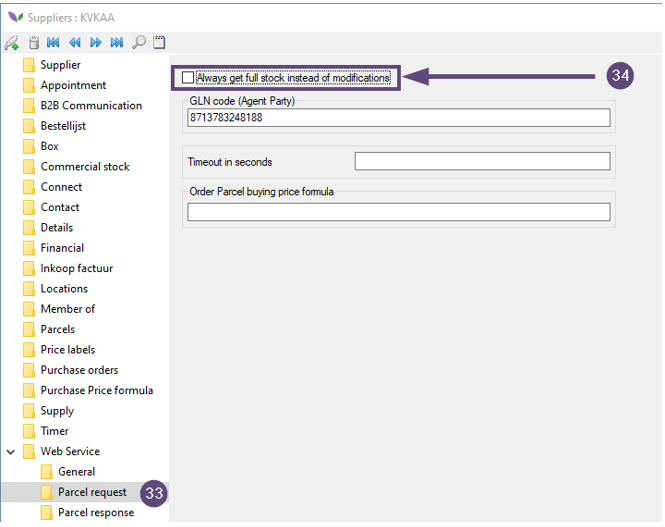 Suppliers : KVKAA
Supplier
Appointment
B2B Communication
Bestellijst
Box
Commercial stock
Connect
Contact
Details
Financial
Inkoop factuur
Locations
Member of
Parcels
Price labels
Purchase orders
Purchase Price formula
Supply
Timer
Web Service
General
Parcel request 33
Parcel response
Always get full stock instead of modifications 34
GLN code (Agent Party)
8713783248188
Timeout in seconds
Order Parcel buying price formula